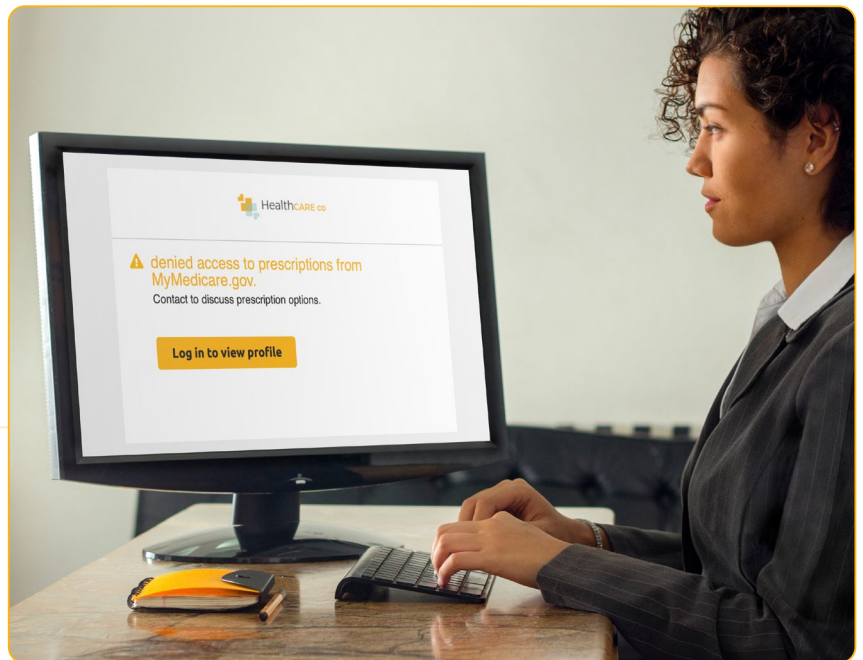 HealthCARE co
denied access to prescriptions from
MyMedicare.gov.
Contact to discuss prescription options.
Log in to view profile